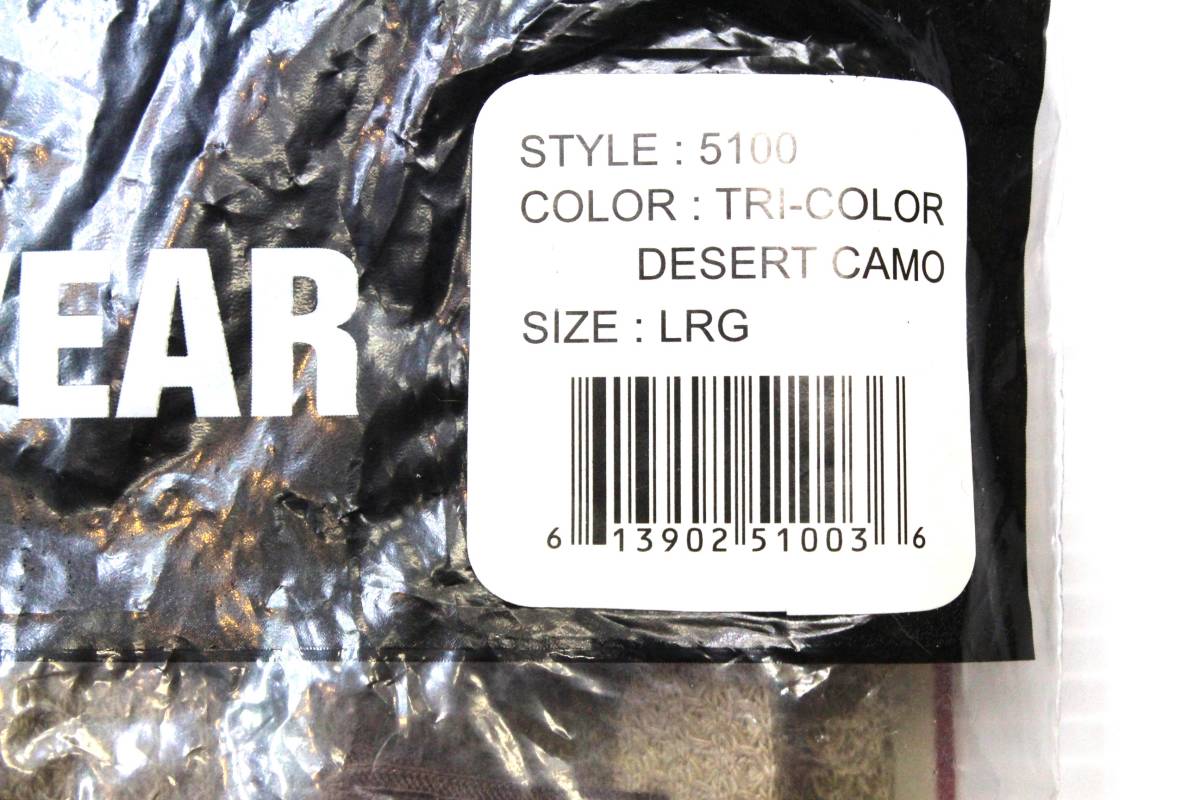 STYLE : 5100
COLOR : TRI-COLOR
DESERT CAMO
SIZE : LRG
EAR
6 13902 51003 6